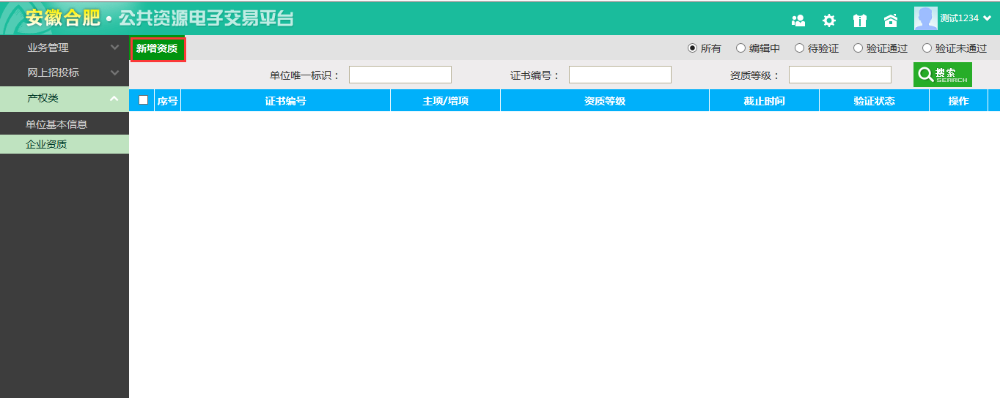 安徽合肥·公共资源电子交易平台
测试1234
业务管理
网上招投标
产权类
单位基本信息
企业资质
新增资质
所有 编辑中 待验证 验证通过 验证未通过
单位唯一标识： 证书编号： 资质等级： 搜索 SEARCH
序号 证书编号 主项/增项 资质等级 截止时间 验证状态 操作